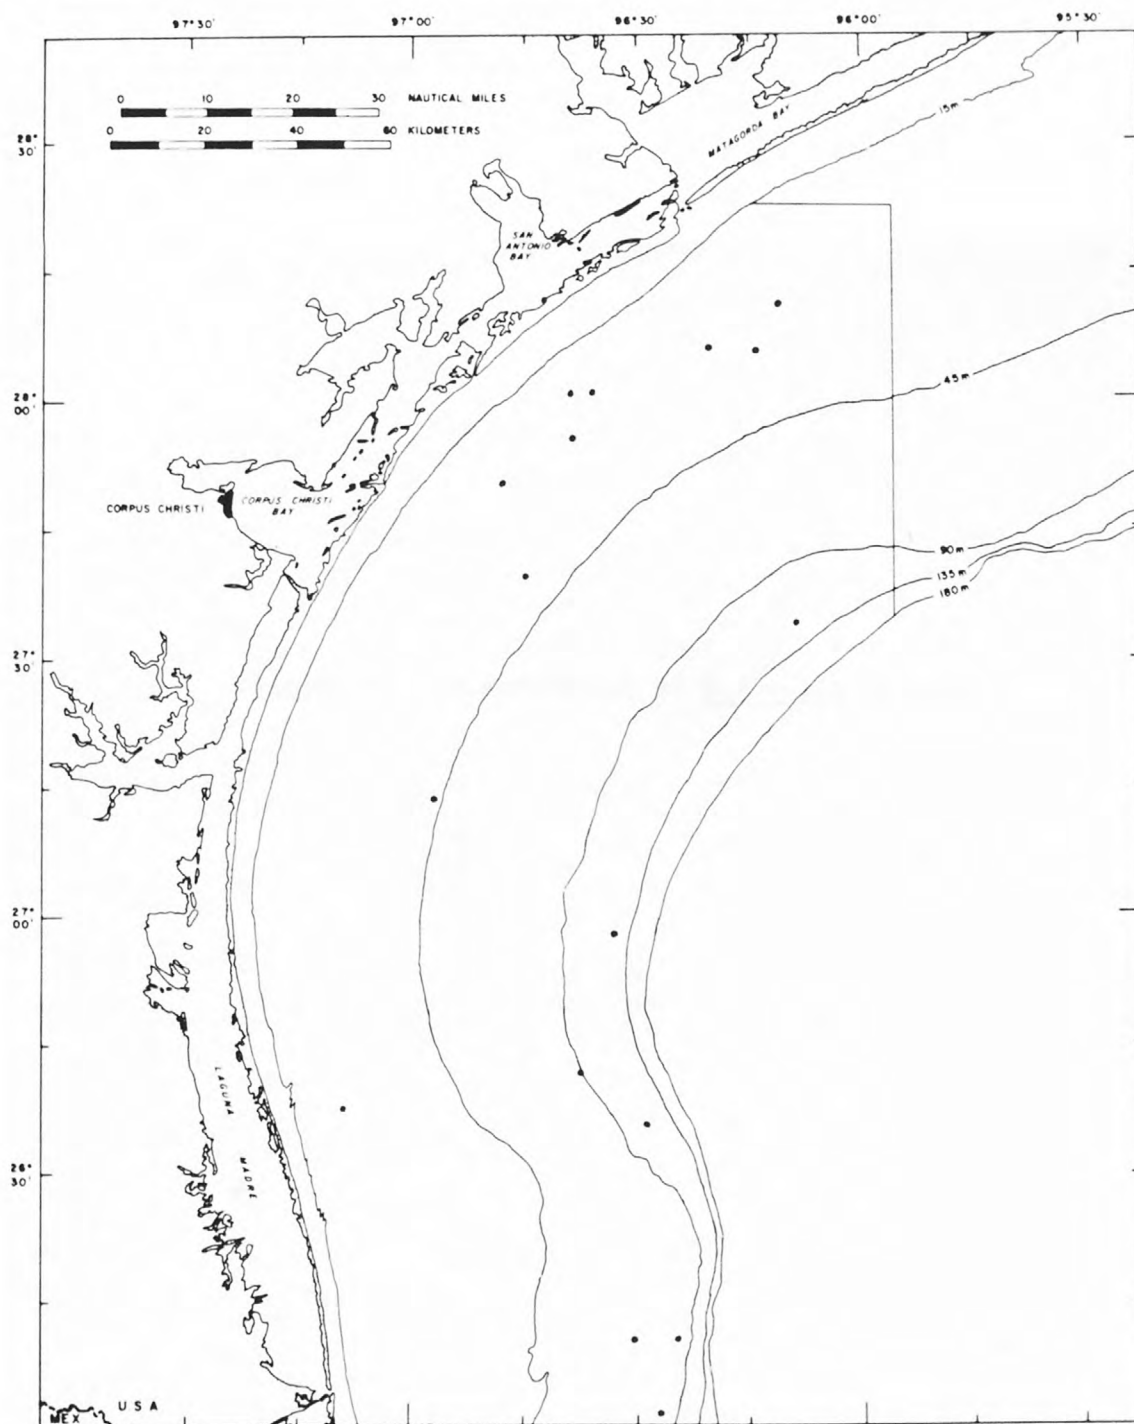 97°30' 97°00' 96°30' 96°00' 95°30'
0 10 20 30 NAUTICAL MILES
0 20 40 60 KILOMETERS
28°
30'
MATAGORDA BAY
15m
SAN
ANTONIO
BAY
45m
28°
00'
CORPUS CHRISTI
CORPUS CHRISTI
BAY
90m
135m
180m
27°
30'
27°
00'
LAGUNA
MADRE
26°
30'
USA
MEX